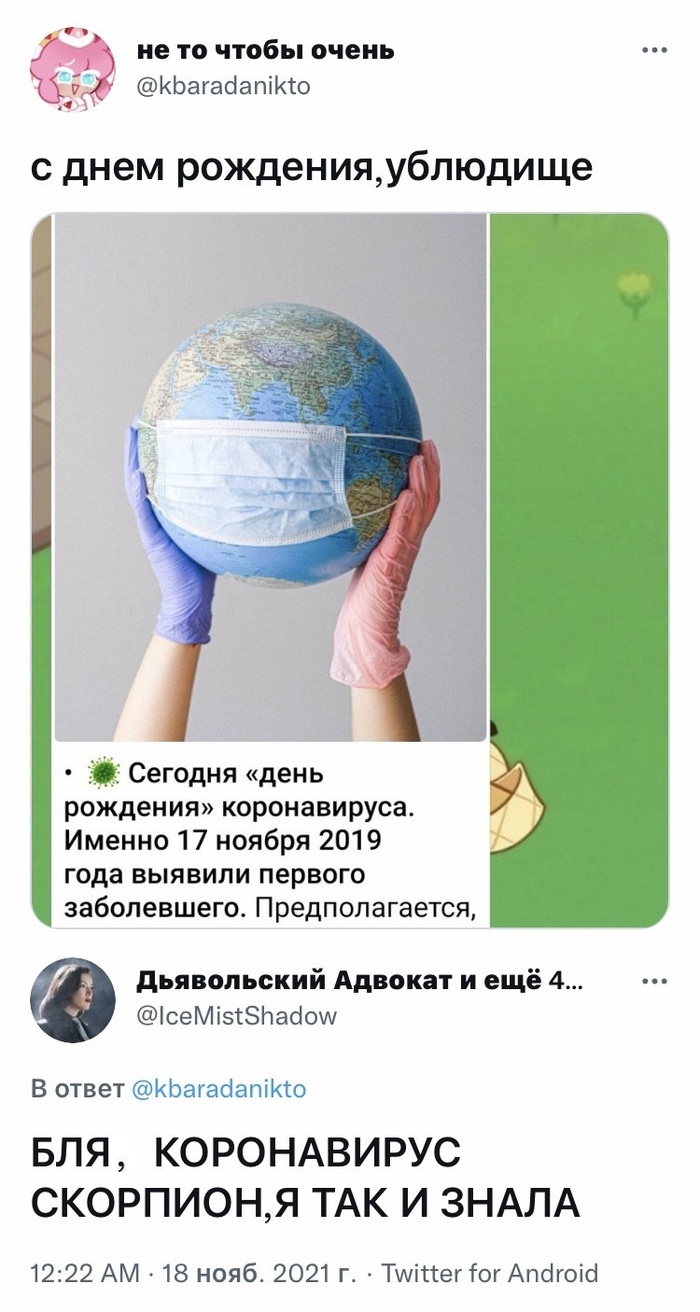 не то чтобы очень
@kbaradanikto
с днем рождения,ублюдище
• Сегодня «день
рождения» коронавируса.
Именно 17 ноября 2019
года выявили первого
заболевшего. Предполагается,
Дьявольский Адвокат и ещё 4...
@IceMistShadow
В ответ @kbaradanikto
БЛЯ, КОРОНАВИРУС
СКОРПИОН,Я ТАК И ЗНАЛА
12:22 AM · 18 нояб. 2021 г. · Twitter for Android